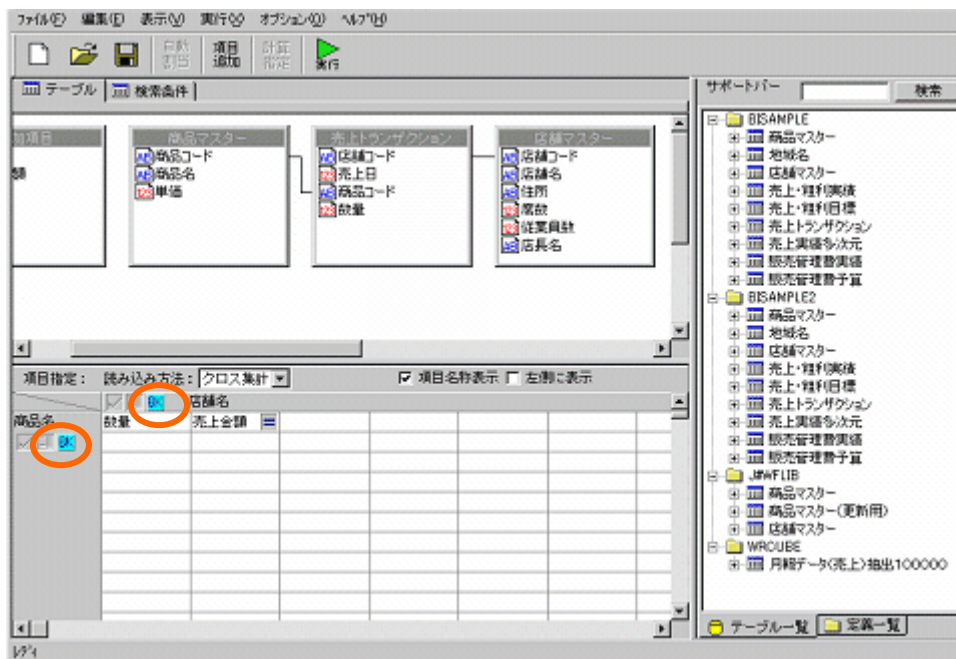 ファイル(F) 編集(E) 表示(V) 実行(X) オプション(O) ヘルプ(H)
自動割当 項目追加 計算指定 実行
テーブル 検索条件
加項目
額
商品マスター
商品コード
商品名
単価
売上トランザクション
店舗コード
売上日
商品コード
数量
店舗マスター
店舗コード
店舗名
住所
席数
従業員数
店長名
項目指定: 読み込み方法: クロス集計 項目名称表示 左側に表示
店舗名
商品名 数量 売上金額
レディ
サポートバー 検索
BISAMPLE
商品マスター
地域名
店舗マスター
売上・粗利実績
売上・粗利目標
売上トランザクション
売上実績多次元
販売管理費実績
販売管理費予算
BISAMPLE2
商品マスター
地域名
店舗マスター
売上・粗利実績
売上・粗利目標
売上トランザクション
売上実績多次元
販売管理費実績
販売管理費予算
J#WFLIB
商品マスター
商品マスター(更新用)
店舗マスター
WRCUBE
月報データ(売上)抽出100000
テーブル一覧 定義一覧